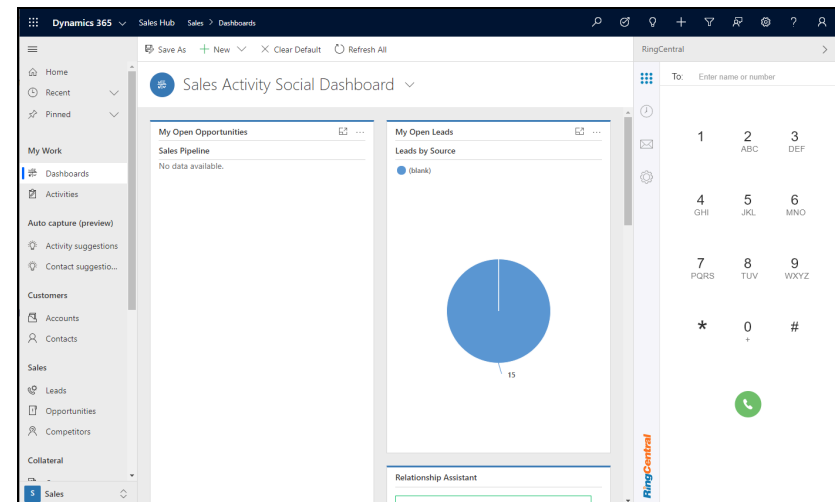 Dynamics 365
Sales Hub Sales > Dashboards
Save As + New Clear Default Refresh All
Home
Recent
Pinned
My Work
Dashboards
Activities
Auto capture (preview)
Activity suggestions
Contact suggestio...
Customers
Accounts
Contacts
Sales
Leads
Opportunities
Competitors
Collateral
S Sales
Sales Activity Social Dashboard
My Open Opportunities
Sales Pipeline
No data available.
My Open Leads
Leads by Source
(blank)
15
Relationship Assistant
RingCentral
To: Enter name or number
1 2 3
ABC DEF
4 5 6
GHI JKL MNO
7 8 9
PQRS TUV WXYZ
* 0 #
+
RingCentral